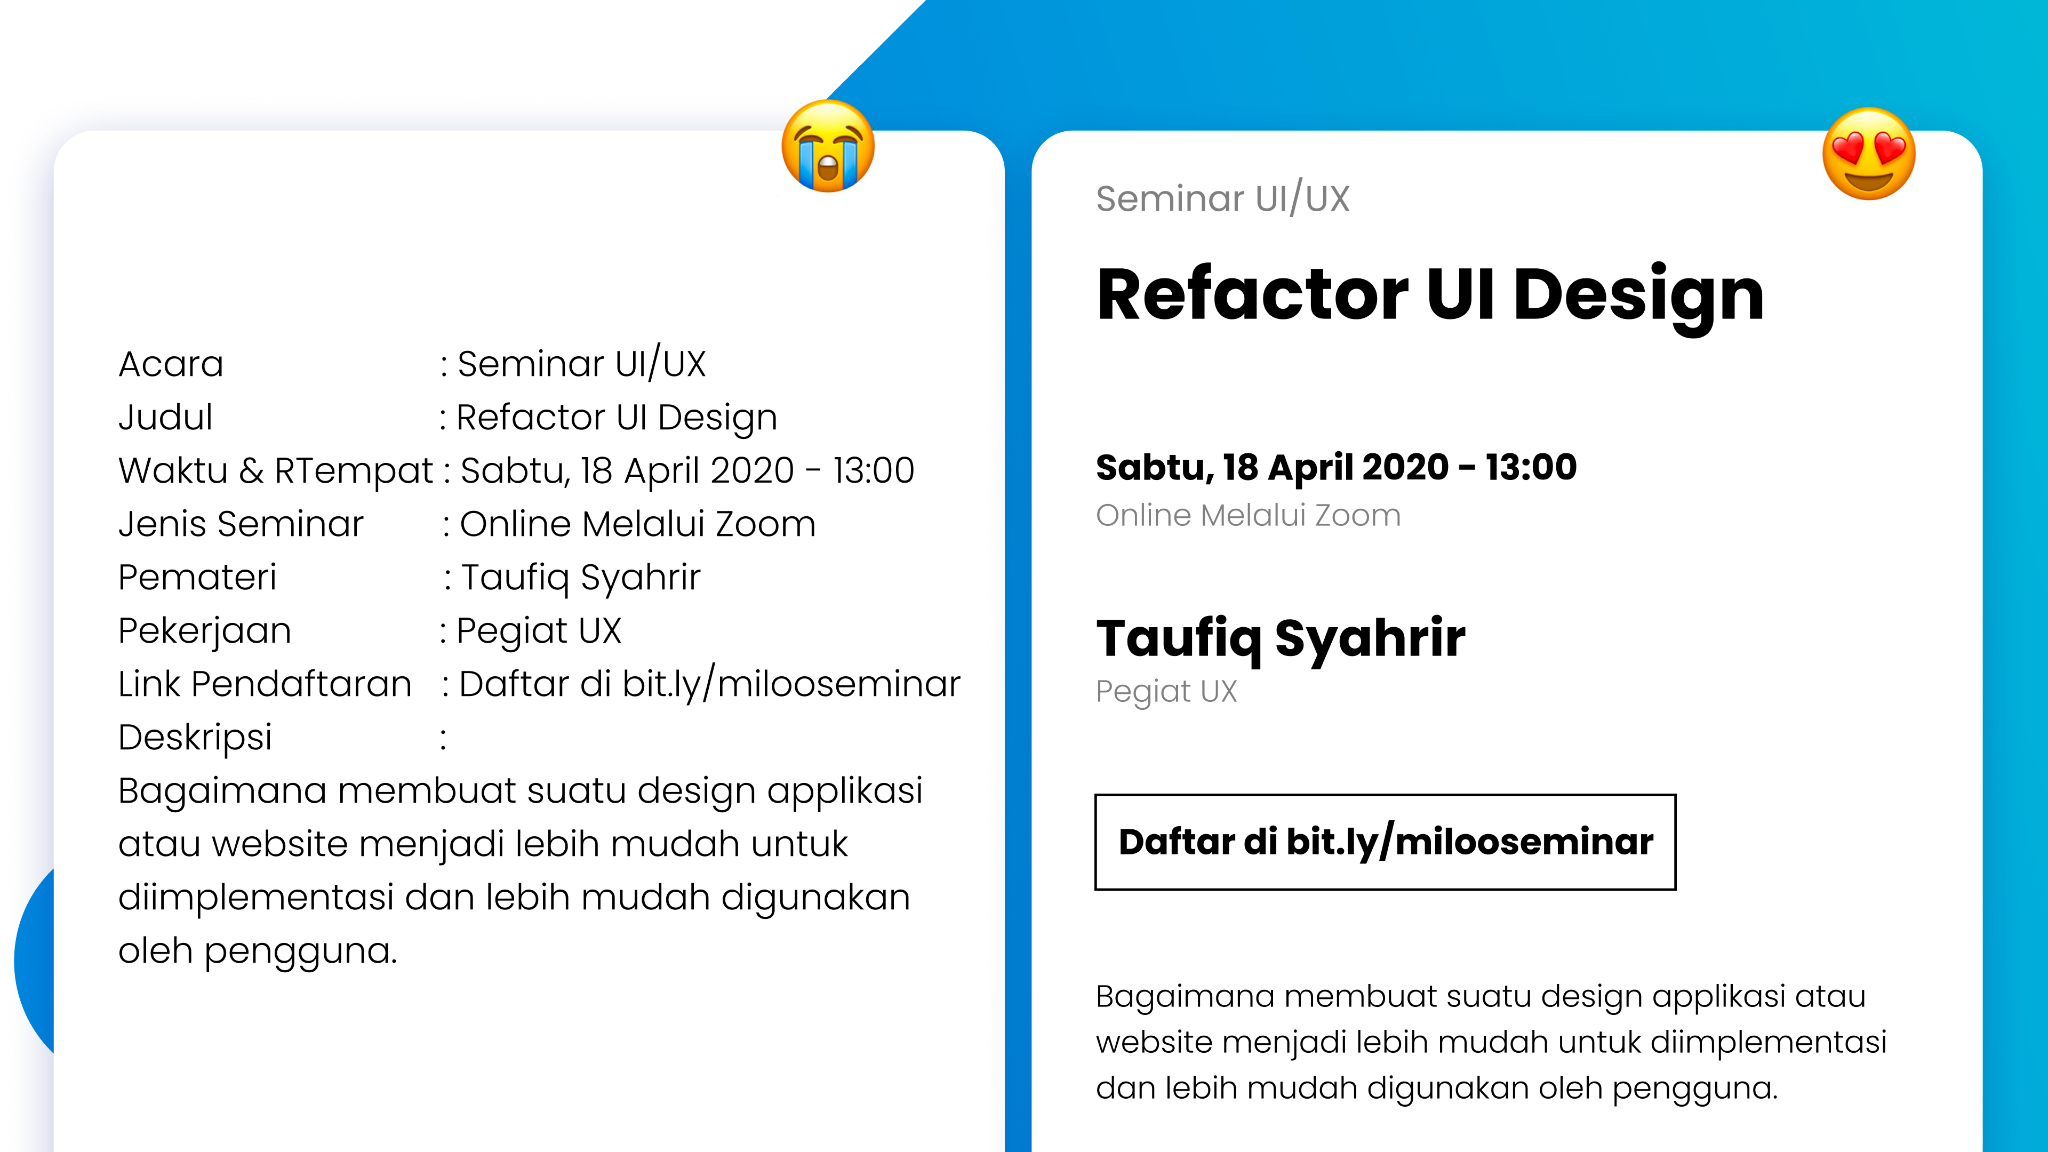 Acara : Seminar UI/UX
Judul : Refactor UI Design
Waktu & RTempat : Sabtu, 18 April 2020 - 13:00
Jenis Seminar : Online Melalui Zoom
Pemateri : Taufiq Syahrir
Pekerjaan : Pegiat UX
Link Pendaftaran : Daftar di bit.ly/milooseminar
Deskripsi :
Bagaimana membuat suatu design applikasi
atau website menjadi lebih mudah untuk
diimplementasi dan lebih mudah digunakan
oleh pengguna.
Seminar UI/UX
Refactor UI Design
Sabtu, 18 April 2020 - 13:00
Online Melalui Zoom
Taufiq Syahrir
Pegiat UX
Daftar di bit.ly/milooseminar
Bagaimana membuat suatu design applikasi atau
website menjadi lebih mudah untuk diimplementasi
dan lebih mudah digunakan oleh pengguna.